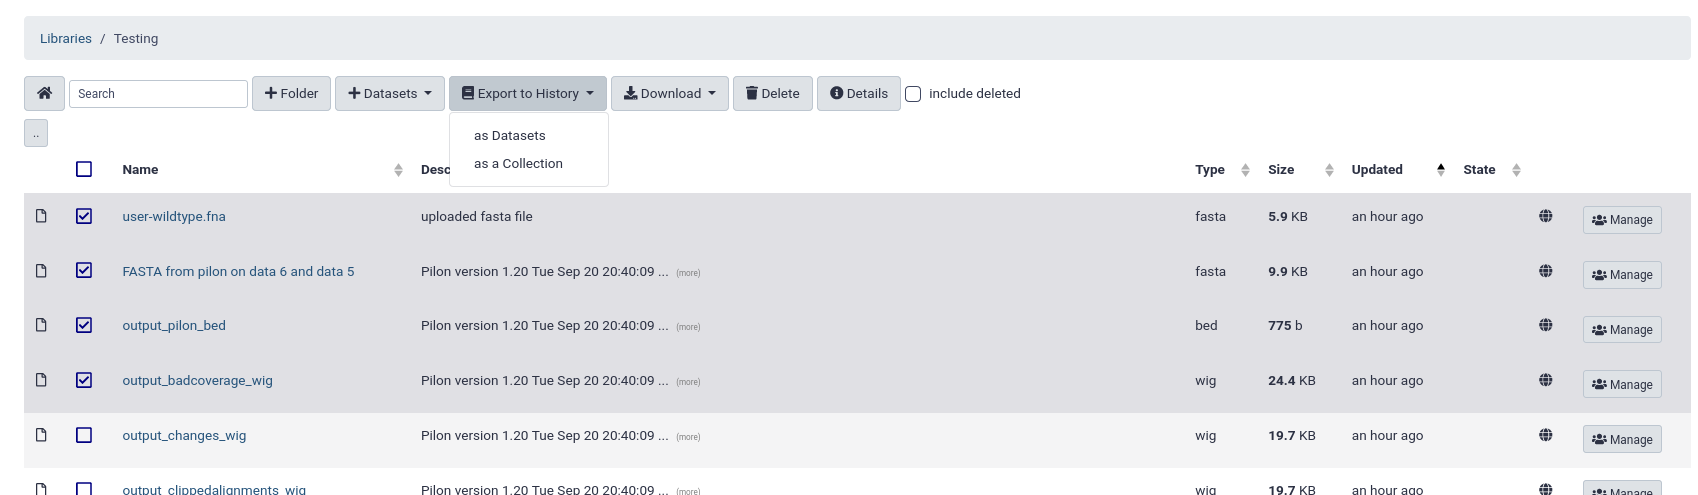 Libraries / Testing
Search Folder Datasets Export to History Download Delete Details include deleted
..
as Datasets
as a Collection
Name Desc Type Size Updated State
user-wildtype.fna uploaded fasta file fasta 5.9 KB an hour ago Manage
FASTA from pilon on data 6 and data 5 Pilon version 1.20 Tue Sep 20 20:40:09 ... (more) fasta 9.9 KB an hour ago Manage
output_pilon_bed Pilon version 1.20 Tue Sep 20 20:40:09 ... (more) bed 775 b an hour ago Manage
output_badcoverage_wig Pilon version 1.20 Tue Sep 20 20:40:09 ... (more) wig 24.4 KB an hour ago Manage
output_changes_wig Pilon version 1.20 Tue Sep 20 20:40:09 ... (more) wig 19.7 KB an hour ago Manage
output_clippedalignments_wig Pilon version 1.20 Tue Sep 20 20:40:09 ... (more) wig 19.7 KB an hour ago Manage